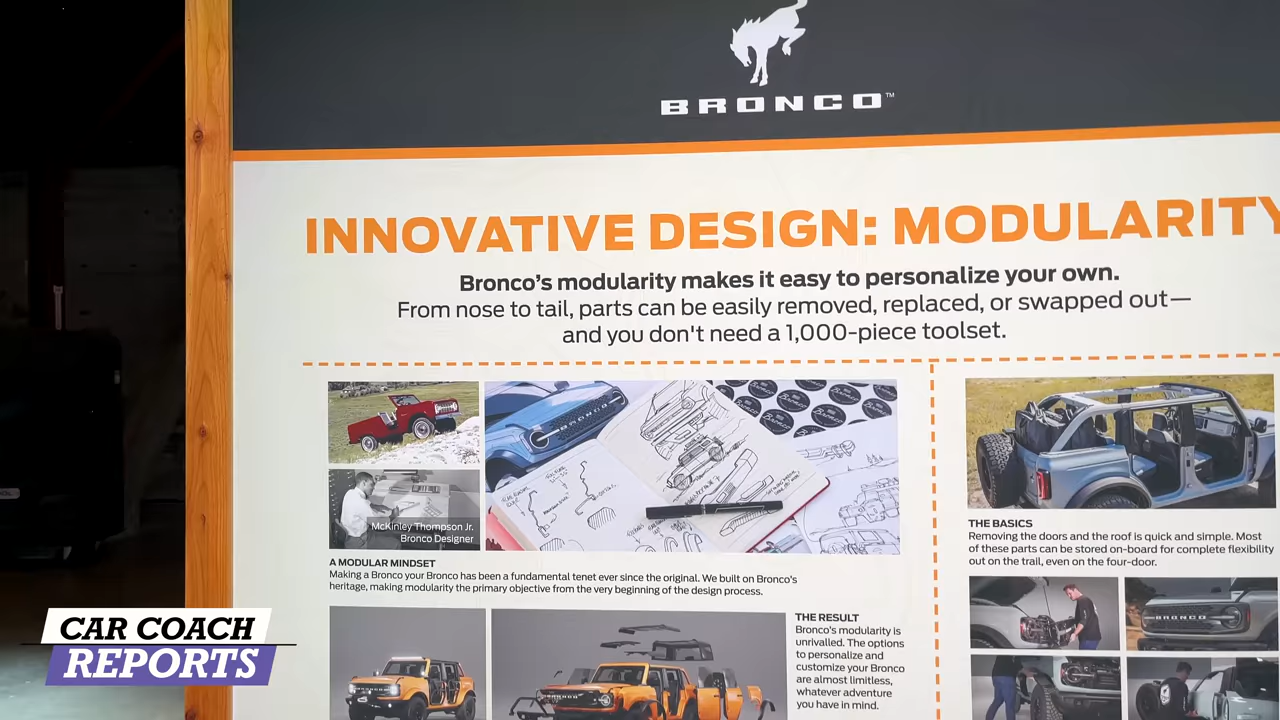 BRONCO™
INNOVATIVE DESIGN: MODULARITY
Bronco's modularity makes it easy to personalize your own.
From nose to tail, parts can be easily removed, replaced, or swapped out—
and you don't need a 1,000-piece toolset.
BRONCO
Bronco
Bronco
McKinley Thompson Jr.
Bronco Designer
A MODULAR MINDSET
Making a Bronco your Bronco has been a fundamental tenet ever since the original. We built on Bronco's
heritage, making modularity the primary objective from the very beginning of the design process.
THE RESULT
Bronco's modularity is
unrivalled. The options
to personalize and
customize your Bronco
are almost limitless,
whatever adventure
you have in mind.
THE BASICS
Removing the doors and the roof is quick and simple. Most
of these parts can be stored on-board for complete flexibility
out on the trail, even on the four-door.
BRONCO
CAR COACH
REPORTS